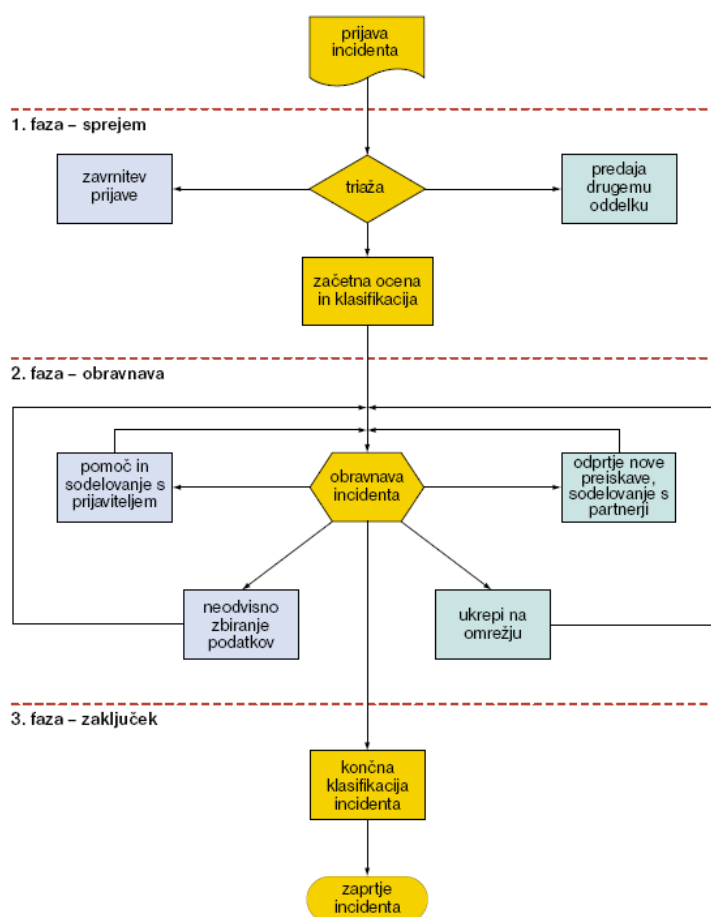 prijava
incidenta
1. faza – sprejem
zavrnitev
prijave
triaža
predaja
drugemu
oddelku
začetna ocena
in klasifikacija
2. faza – obravnava
pomoč in
sodelovanje s
prijaviteljem
obravnava
incidenta
odprtje nove
preiskave,
sodelovanje s
partnerji
neodvisno
zbiranje
podatkov
ukrepi na
omrežju
3. faza – zaključek
končna
klasifikacija
incidenta
zaprtje
incidenta